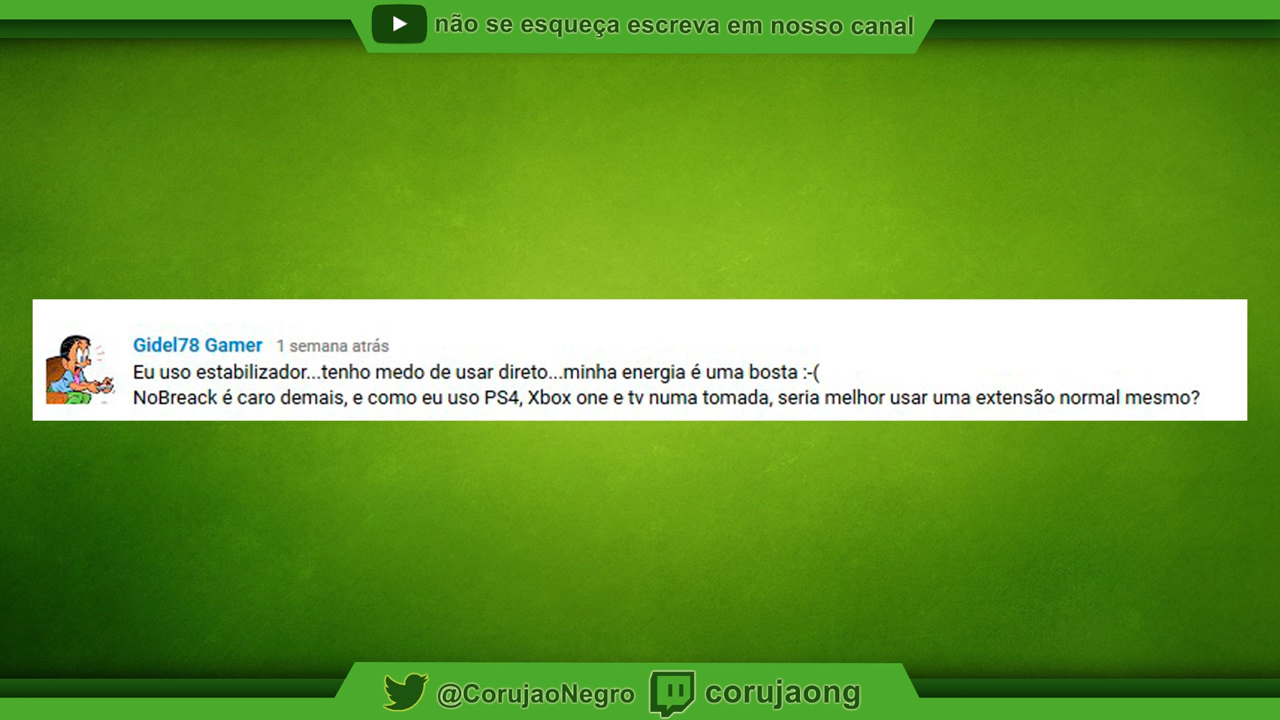 não se esqueça escreva em nosso canal
Gidel78 Gamer 1 semana atrás
Eu uso estabilizador...tenho medo de usar direto...minha energia é uma bosta :-(
NoBreack é caro demais, e como eu uso PS4, Xbox one e tv numa tomada, seria melhor usar uma extensão normal mesmo?
@CorujaoNegro corujaong